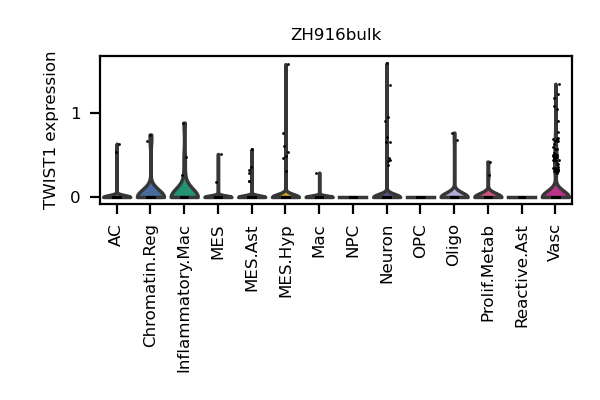 ZH916bulk
TWIST1 expression
1
0
AC
Chromatin.Reg
Inflammatory.Mac
MES
MES.Ast
MES.Hyp
Mac
NPC
Neuron
OPC
Oligo
Prolif.Metab
Reactive.Ast
Vasc